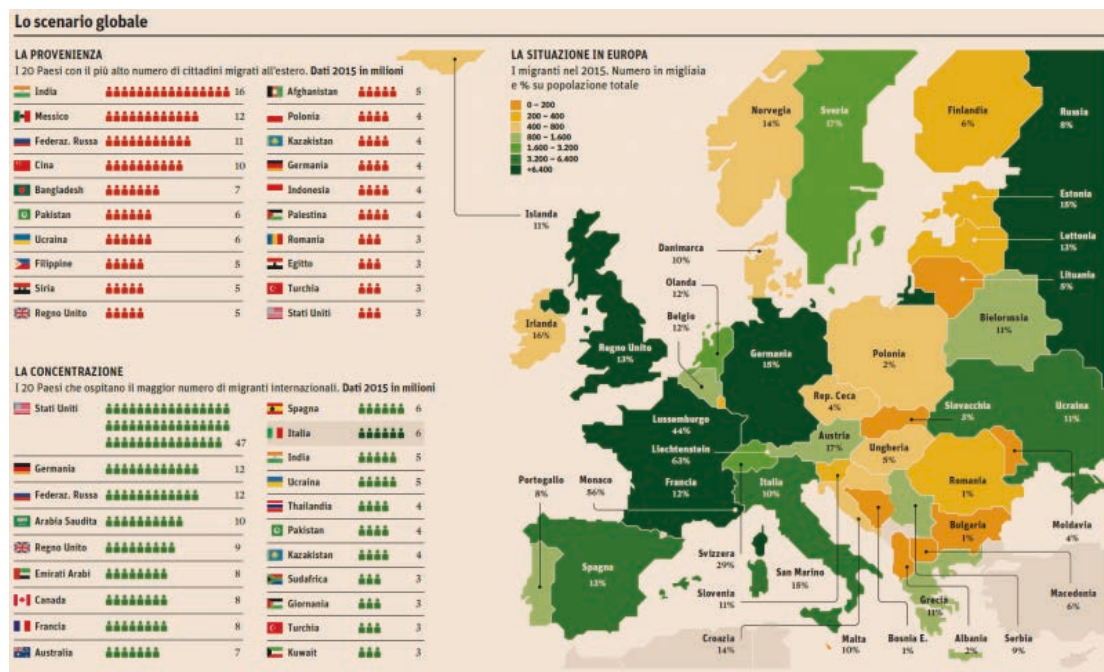 Lo scenario globale
LA PROVENIENZA
I 20 Paesi con il più alto numero di cittadini migrati all'estero. Dati 2015 in milioni
India 16
Messico 12
Federaz. Russa 11
Cina 10
Bangladesh 7
Pakistan 6
Ucraina 6
Filippine 5
Siria 5
Regno Unito 5
Afghanistan 5
Polonia 4
Kazakistan 4
Germania 4
Indonesia 4
Palestina 4
Romania 3
Egitto 3
Turchia 3
Stati Uniti 3
LA CONCENTRAZIONE
I 20 Paesi che ospitano il maggior numero di migranti internazionali. Dati 2015 in milioni
Stati Uniti 47
Germania 12
Federaz. Russa 12
Arabia Saudita 10
Regno Unito 9
Emirati Arabi 8
Canada 8
Francia 8
Australia 7
Spagna 6
Italia 6
India 5
Ucraina 5
Thailandia 4
Pakistan 4
Kazakistan 4
Sudafrica 3
Giornania 3
Turchia 3
Kuwait 3
LA SITUAZIONE IN EUROPA
I migranti nel 2015. Numero in migliaia
e % su popolazione totale
0 – 200
200 – 400
400 – 800
800 – 1.600
1.600 – 3.200
3.200 – 6.400
+6.400
Norvegia
14%
Svezia
17%
Finlandia
6%
Russia
8%
Islanda
11%
Estonia
15%
Lettonia
13%
Lituania
5%
Danimarca
10%
Olanda
12%
Belgio
12%
Bielorussia
11%
Irlanda
16%
Regno Unito
13%
Germania
15%
Polonia
2%
Rep. Ceca
4%
Slovacchia
3%
Ucraina
11%
Lussemburgo
44%
Liechtenstein
63%
Austria
17%
Ungheria
5%
Portogallo
8%
Monaco
56%
Francia
12%
Italia
10%
Romania
1%
Moldavia
4%
Bulgaria
1%
Spagna
13%
Svizzera
29%
San Marino
15%
Slovenia
11%
Grecia
11%
Macedonia
6%
Croazia
14%
Malta
10%
Bosnia E.
1%
Albania
2%
Serbia
9%